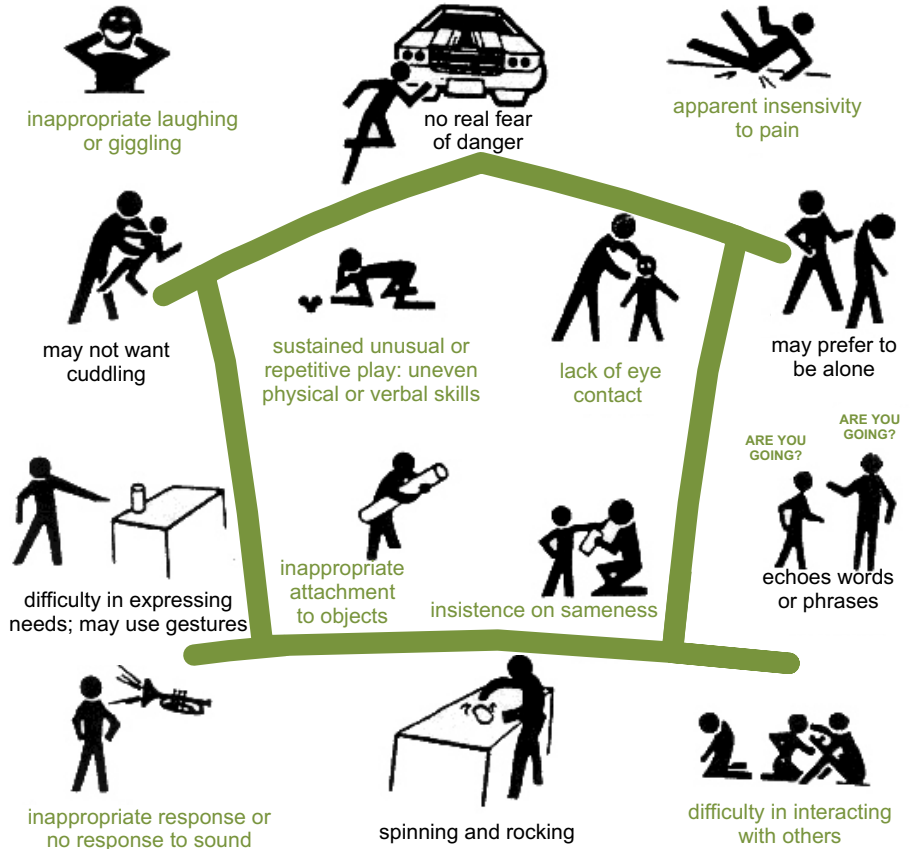 inappropriate laughing
or giggling
no real fear
of danger
apparent insensivity
to pain
may not want
cuddling
sustained unusual or
repetitive play: uneven
physical or verbal skills
lack of eye
contact
may prefer to
be alone
ARE YOU
GOING?
ARE YOU
GOING?
difficulty in expressing
needs; may use gestures
inappropriate
attachment
to objects
insistence on sameness
echoes words
or phrases
inappropriate response or
no response to sound
spinning and rocking
difficulty in interacting
with others